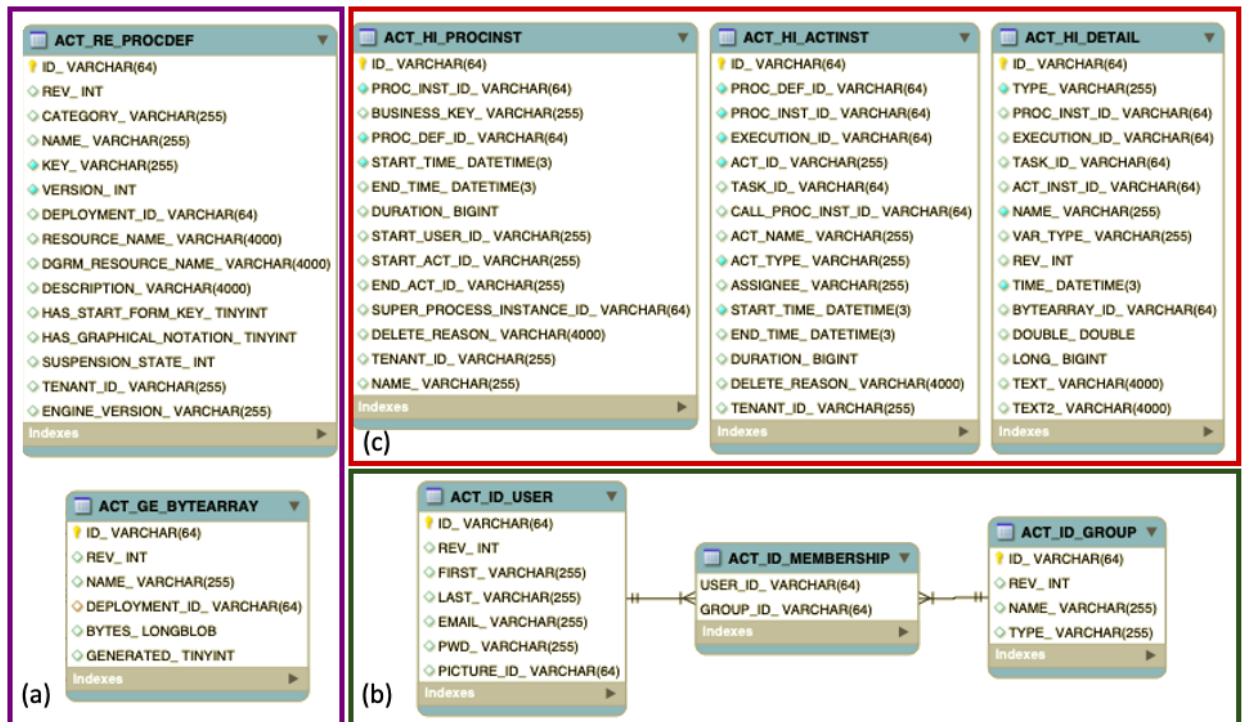 ACT_RE_PROCDEF
ID_ VARCHAR(64)
REV_ INT
CATEGORY_ VARCHAR(255)
NAME_ VARCHAR(255)
KEY_ VARCHAR(255)
VERSION_ INT
DEPLOYMENT_ID_ VARCHAR(64)
RESOURCE_NAME_ VARCHAR(4000)
DGRM_RESOURCE_NAME_ VARCHAR(4000)
DESCRIPTION_ VARCHAR(4000)
HAS_START_FORM_KEY_ TINYINT
HAS_GRAPHICAL_NOTATION_ TINYINT
SUSPENSION_STATE_ INT
TENANT_ID_ VARCHAR(255)
ENGINE_VERSION_ VARCHAR(255)
Indexes
ACT_GE_BYTEARRAY
ID_ VARCHAR(64)
REV_ INT
NAME_ VARCHAR(255)
DEPLOYMENT_ID_ VARCHAR(64)
BYTES_ LONGBLOB
GENERATED_ TINYINT
Indexes
(a)
ACT_HI_PROCINST
ID_ VARCHAR(64)
PROC_INST_ID_ VARCHAR(64)
BUSINESS_KEY_ VARCHAR(255)
PROC_DEF_ID_ VARCHAR(64)
START_TIME_ DATETIME(3)
END_TIME_ DATETIME(3)
DURATION_ BIGINT
START_USER_ID_ VARCHAR(255)
START_ACT_ID_ VARCHAR(255)
END_ACT_ID_ VARCHAR(255)
SUPER_PROCESS_INSTANCE_ID_ VARCHAR(64)
DELETE_REASON_ VARCHAR(4000)
TENANT_ID_ VARCHAR(255)
NAME_ VARCHAR(255)
Indexes
(c)
ACT_HI_ACTINST
ID_ VARCHAR(64)
PROC_DEF_ID_ VARCHAR(64)
PROC_INST_ID_ VARCHAR(64)
EXECUTION_ID_ VARCHAR(64)
ACT_ID_ VARCHAR(255)
TASK_ID_ VARCHAR(64)
CALL_PROC_INST_ID_ VARCHAR(64)
ACT_NAME_ VARCHAR(255)
ACT_TYPE_ VARCHAR(255)
ASSIGNEE_ VARCHAR(255)
START_TIME_ DATETIME(3)
END_TIME_ DATETIME(3)
DURATION_ BIGINT
DELETE_REASON_ VARCHAR(4000)
TENANT_ID_ VARCHAR(255)
Indexes
ACT_HI_DETAIL
ID_ VARCHAR(64)
TYPE_ VARCHAR(255)
PROC_INST_ID_ VARCHAR(64)
EXECUTION_ID_ VARCHAR(64)
TASK_ID_ VARCHAR(64)
ACT_INST_ID_ VARCHAR(64)
NAME_ VARCHAR(255)
VAR_TYPE_ VARCHAR(255)
REV_ INT
TIME_ DATETIME(3)
BYTEARRAY_ID_ VARCHAR(64)
DOUBLE_ DOUBLE
LONG_ BIGINT
TEXT_ VARCHAR(4000)
TEXT2_ VARCHAR(4000)
Indexes
ACT_ID_USER
ID_ VARCHAR(64)
REV_ INT
FIRST_ VARCHAR(255)
LAST_ VARCHAR(255)
EMAIL_ VARCHAR(255)
PWD_ VARCHAR(255)
PICTURE_ID_ VARCHAR(64)
Indexes
(b)
ACT_ID_MEMBERSHIP
USER_ID_ VARCHAR(64)
GROUP_ID_ VARCHAR(64)
Indexes
ACT_ID_GROUP
ID_ VARCHAR(64)
REV_ INT
NAME_ VARCHAR(255)
TYPE_ VARCHAR(255)
Indexes